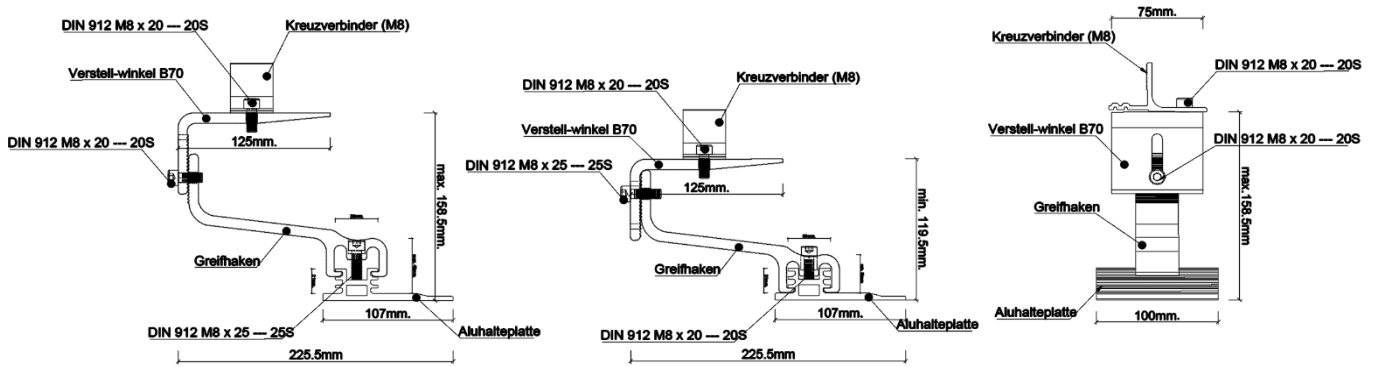 DIN 912 M8 x 20 --- 20S
Kreuzverbinder (M8)
Verstell-winkel B70
125mm.
DIN 912 M8 x 20 --- 20S
max. 158.5mm.
Greifhaken
107mm.
DIN 912 M8 x 25 --- 25S
Aluhalteplatte
225.5mm
DIN 912 M8 x 20 --- 20S
Kreuzverbinder (M8)
Verstell-winkel B70
DIN 912 M8 x 25 --- 25S
125mm.
min. 119.5mm.
Greifhaken
107mm.
DIN 912 M8 x 20 --- 20S
Aluhalteplatte
225.5mm
75mm.
Kreuzverbinder (M8)
DIN 912 M8 x 20 --- 20S
Verstell-winkel B70
DIN 912 M8 x 20 --- 20S
max. 158.5mm
Greifhaken
Aluhalteplatte
100mm.